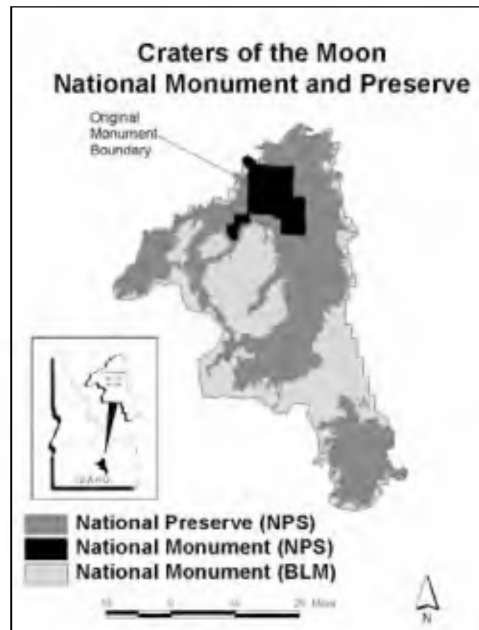 Craters of the Moon
National Monument and Preserve
Original
Monument
Boundary
IDAHO
National Preserve (NPS)
National Monument (NPS)
National Monument (BLM)
0
Miles
N